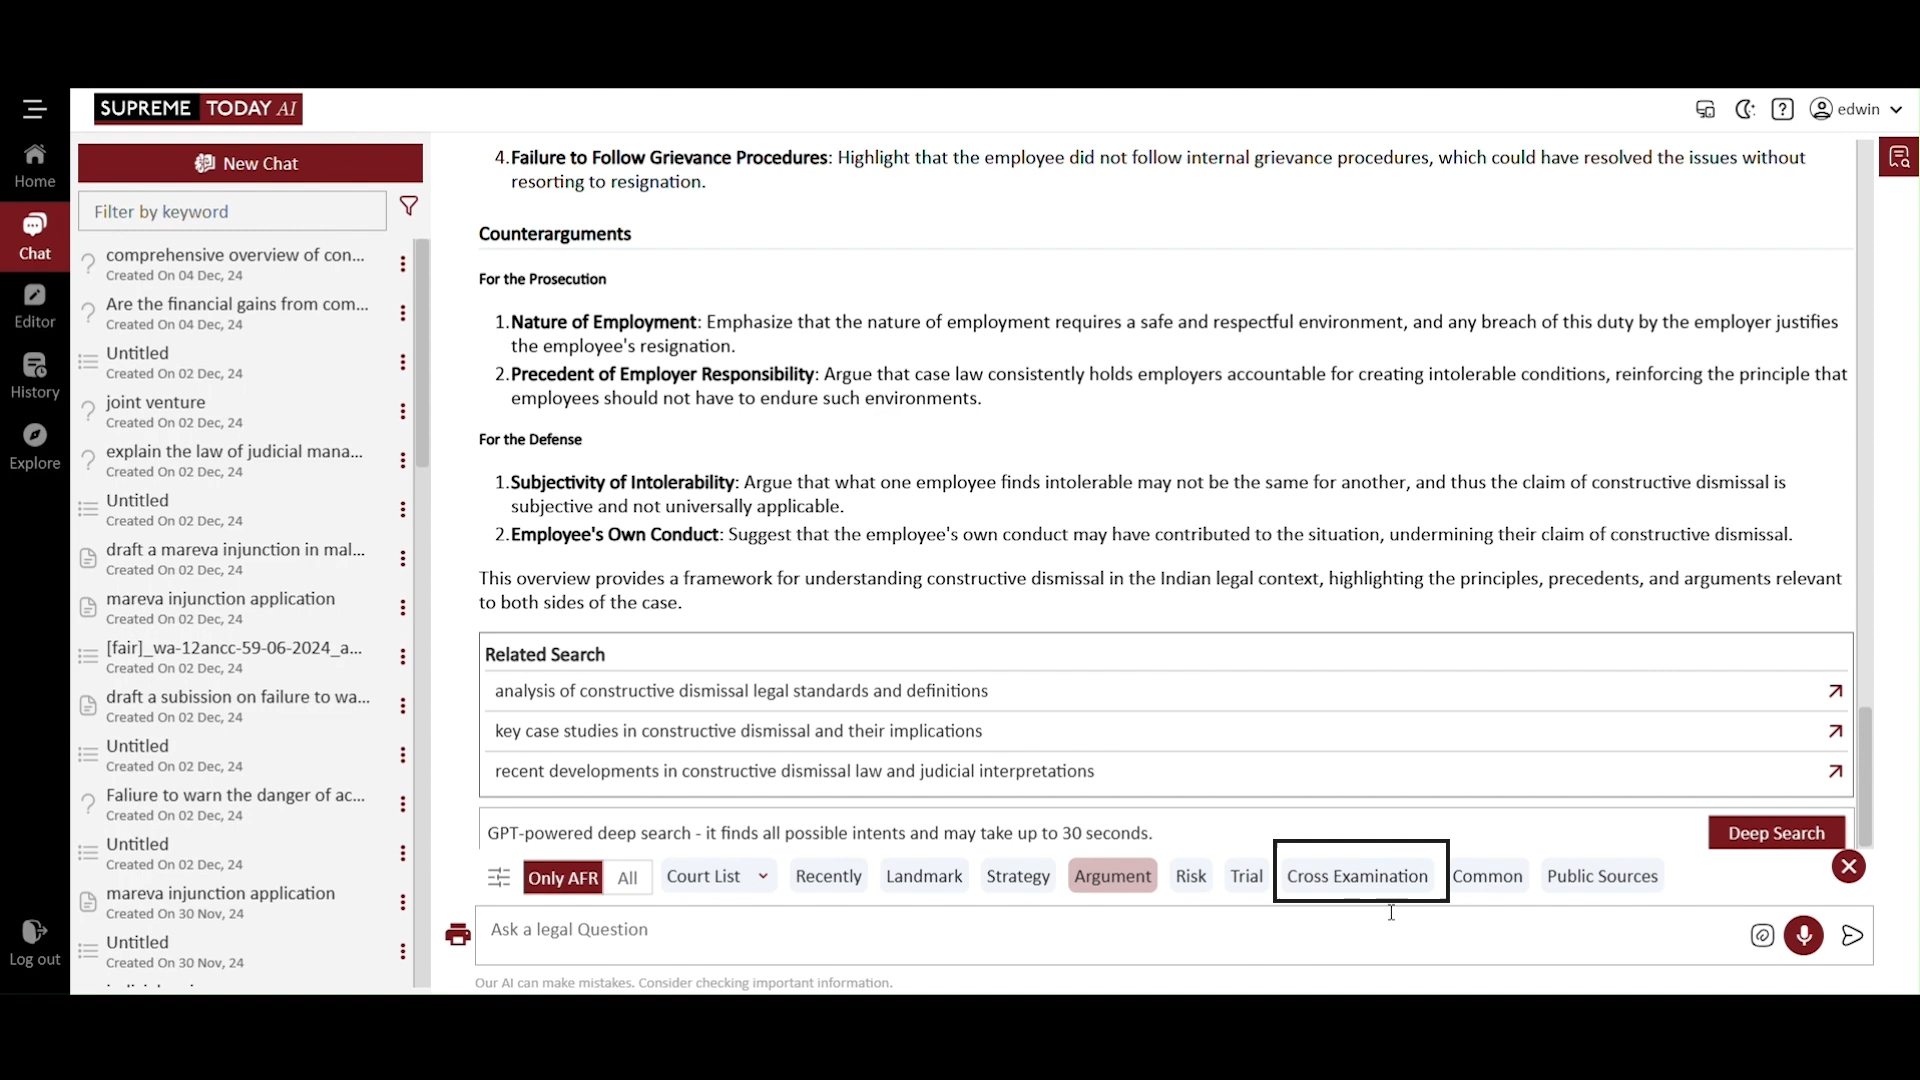 SUPREME TODAY AI
edwin
Home
Chat
Editor
History
Explore
Log out
New Chat
Filter by keyword
comprehensive overview of con...
Created On 04 Dec, 24
Are the financial gains from com...
Created On 04 Dec, 24
Untitled
Created On 02 Dec, 24
joint venture
Created On 02 Dec, 24
explain the law of judicial mana...
Created On 02 Dec, 24
Untitled
Created On 02 Dec, 24
draft a mareva injunction in mal...
Created On 02 Dec, 24
mareva injunction application
Created On 02 Dec, 24
[fair]_wa-12ancc-59-06-2024_a...
Created On 02 Dec, 24
draft a subission on failure to wa...
Created On 02 Dec, 24
Untitled
Created On 02 Dec, 24
Faliure to warn the danger of ac...
Created On 02 Dec, 24
Untitled
Created On 02 Dec, 24
mareva injunction application
Created On 30 Nov, 24
Untitled
Created On 30 Nov, 24
4. Failure to Follow Grievance Procedures: Highlight that the employee did not follow internal grievance procedures, which could have resolved the issues without
resorting to resignation.
Counterarguments
For the Prosecution
1. Nature of Employment: Emphasize that the nature of employment requires a safe and respectful environment, and any breach of this duty by the employer justifies
the employee's resignation.
2. Precedent of Employer Responsibility: Argue that case law consistently holds employers accountable for creating intolerable conditions, reinforcing the principle that
employees should not have to endure such environments.
For the Defense
1. Subjectivity of Intolerability: Argue that what one employee finds intolerable may not be the same for another, and thus the claim of constructive dismissal is
subjective and not universally applicable.
2. Employee's Own Conduct: Suggest that the employee's own conduct may have contributed to the situation, undermining their claim of constructive dismissal.
This overview provides a framework for understanding constructive dismissal in the Indian legal context, highlighting the principles, precedents, and arguments relevant
to both sides of the case.
Related Search
analysis of constructive dismissal legal standards and definitions
key case studies in constructive dismissal and their implications
recent developments in constructive dismissal law and judicial interpretations
GPT-powered deep search - it finds all possible intents and may take up to 30 seconds.
Deep Search
Only AFR All Court List Recently Landmark Strategy Argument Risk Trial Cross Examination Common Public Sources
Ask a legal Question
Our AI can make mistakes. Consider checking important information.